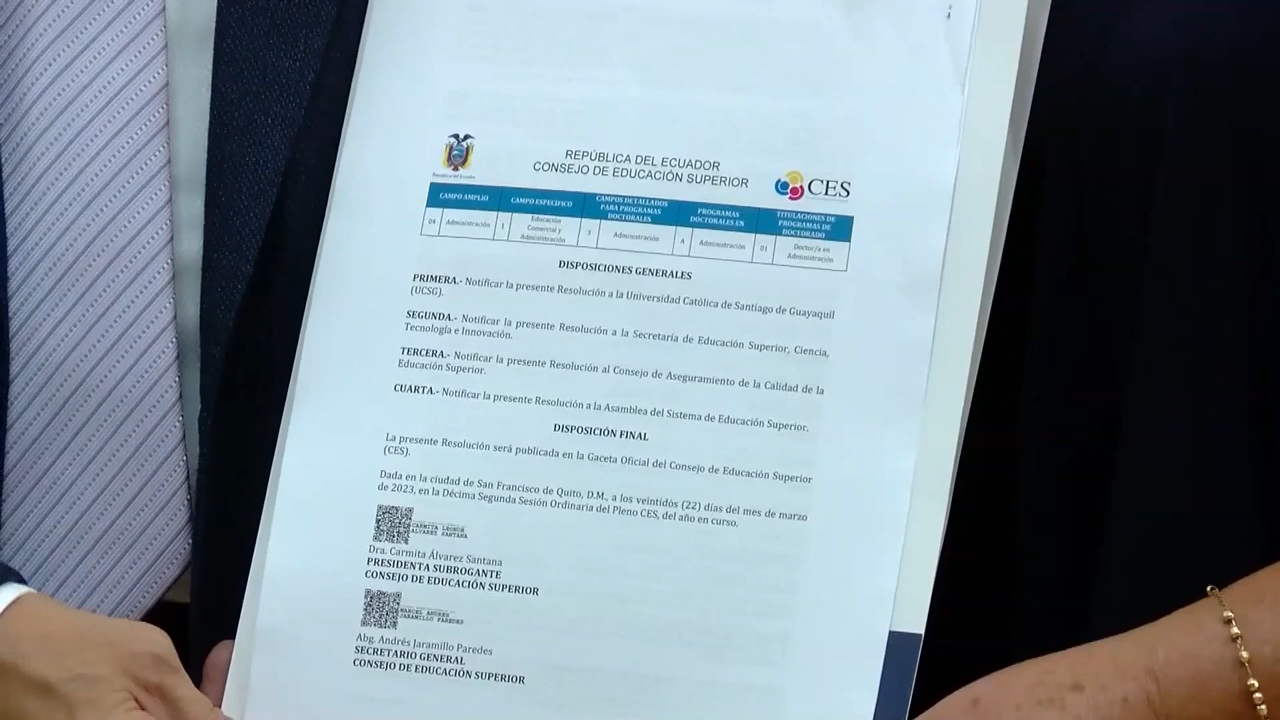 REPÚBLICA DEL ECUADOR
CONSEJO DE EDUCACIÓN SUPERIOR
República del Ecuador
CES
CAMPO AMPLIO CAMPO ESPECÍFICO CAMPOS DETALLADOS PARA PROGRAMAS DOCTORALES PROGRAMAS DOCTORALES EN TITULACIONES DE PROGRAMAS DE DOCTORADO
04 Administración 1 Educación Comercial y Administración 3 Administración A Administración 01 Doctor/a en Administración
DISPOSICIONES GENERALES
PRIMERA.- Notificar la presente Resolución a la Universidad Católica de Santiago de Guayaquil
(UCSG).
SEGUNDA.- Notificar la presente Resolución a la Secretaría de Educación Superior, Ciencia,
Tecnología e Innovación.
TERCERA.- Notificar la presente Resolución al Consejo de Aseguramiento de la Calidad de la
Educación Superior.
CUARTA.- Notificar la presente Resolución a la Asamblea del Sistema de Educación Superior.
DISPOSICIÓN FINAL
La presente Resolución será publicada en la Gaceta Oficial del Consejo de Educación Superior
(CES).
Dada en la ciudad de San Francisco de Quito, D.M., a los veintidós (22) días del mes de marzo
de 2023, en la Décima Segunda Sesión Ordinaria del Pleno CES, del año en curso.
CARMITA LEONOR
ALVAREZ SANTANA
Dra. Carmita Álvarez Santana
PRESIDENTA SUBROGANTE
CONSEJO DE EDUCACIÓN SUPERIOR
MARCEL ANDRES
JARAMILLO PAREDES
Abg. Andrés Jaramillo Paredes
SECRETARIO GENERAL
CONSEJO DE EDUCACIÓN SUPERIOR